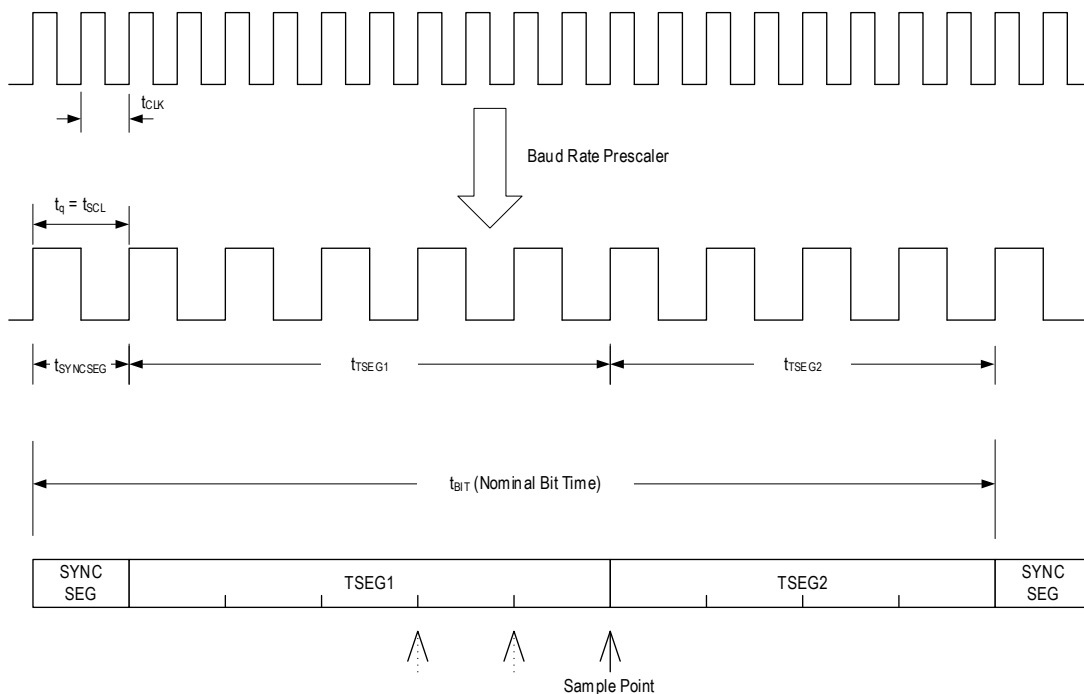 tCLK
Baud Rate Prescaler
tq = tSCL
tSYNCSEG
tTSEG1
tTSEG2
tBIT (Nominal Bit Time)
SYNC
SEG
TSEG1
TSEG2
SYNC
SEG
Sample Point